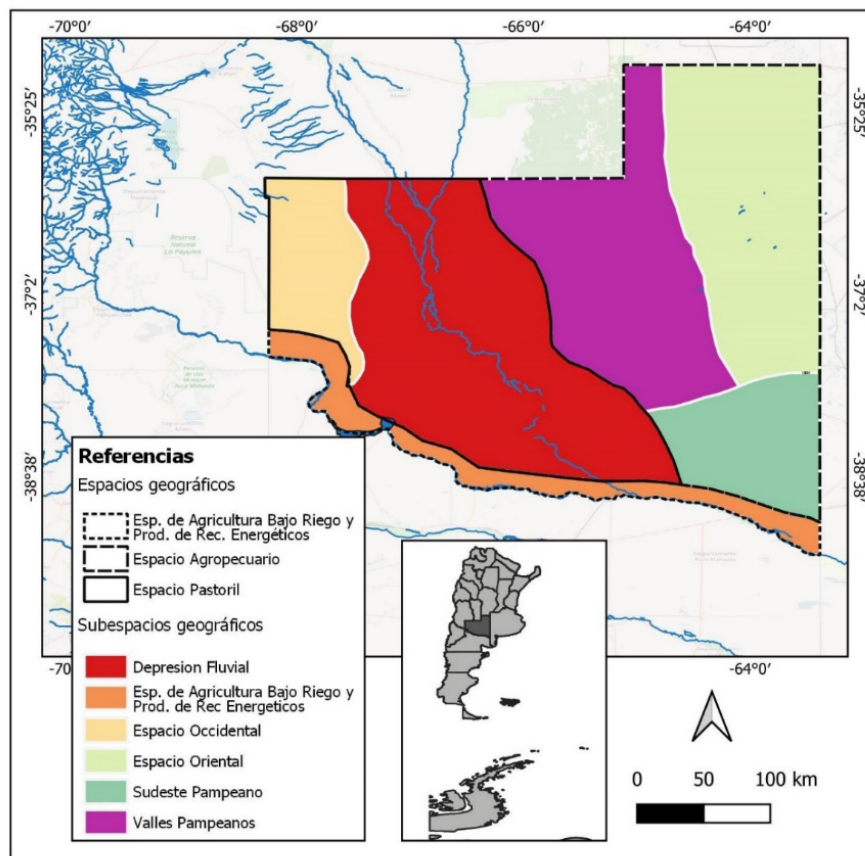 -70°0′ -68°0′ -66°0′ -64°0′
-35°25′ -35°25′
-37°2′ -37°2′
-38°38′ -38°38′
Referencias
Espacios geográficos
Esp. de Agricultura Bajo Riego y
Prod. de Rec. Energéticos
Espacio Agropecuario
Espacio Pastoril
Subespacios geográficos
Depresion Fluvial
Esp. de Agricultura Bajo Riego y
Prod. de Rec Energeticos
Espacio Occidental
Espacio Oriental
Sudeste Pampeano
Valles Pampeanos
-70 -64°0′
0 50 100 km